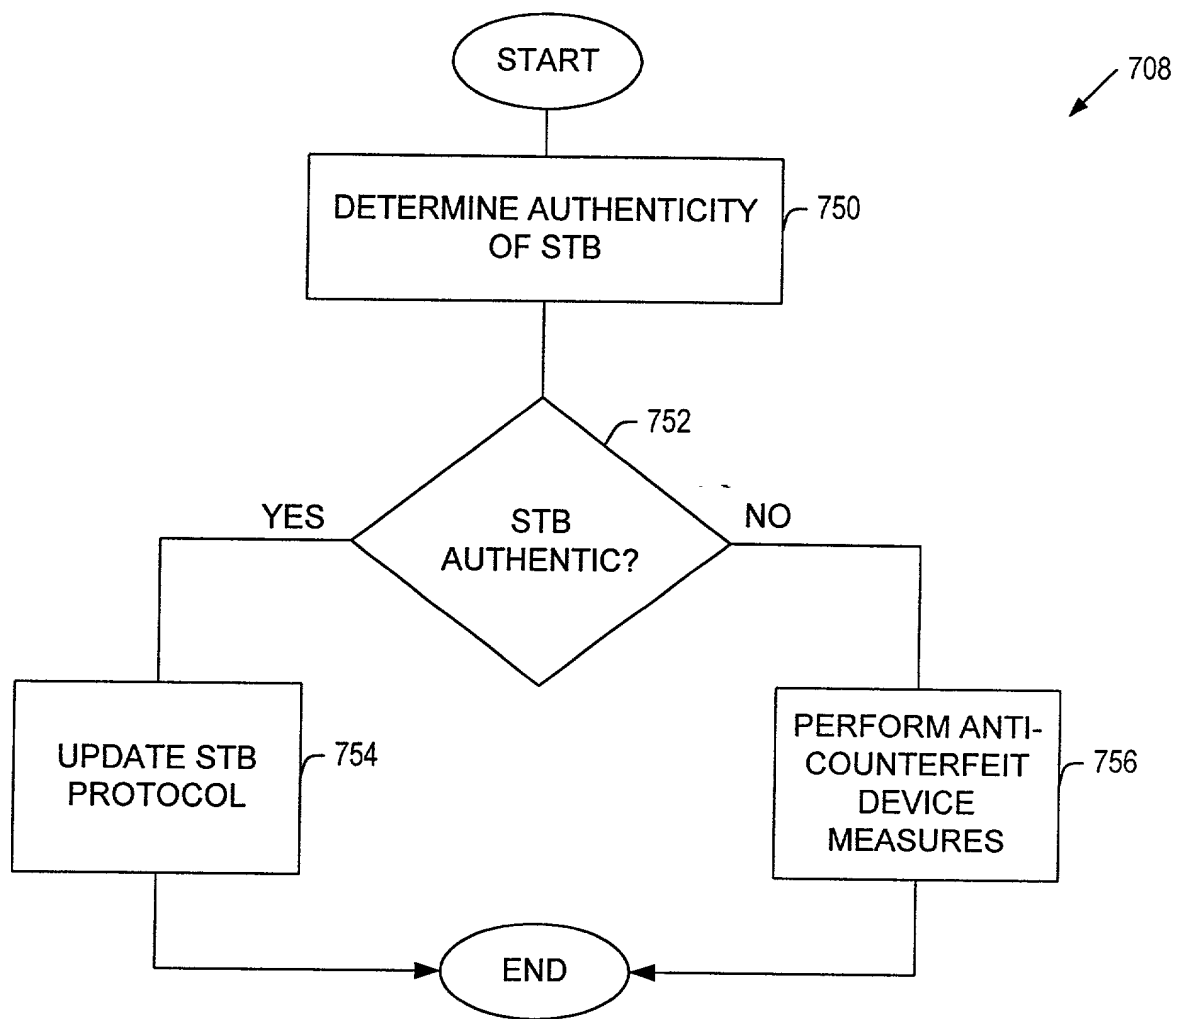 START
708
DETERMINE AUTHENTICITY
OF STB
750
752
YES
STB
AUTHENTIC?
NO
UPDATE STB
PROTOCOL
754
PERFORM ANTI-
COUNTERFEIT
DEVICE
MEASURES
756
END